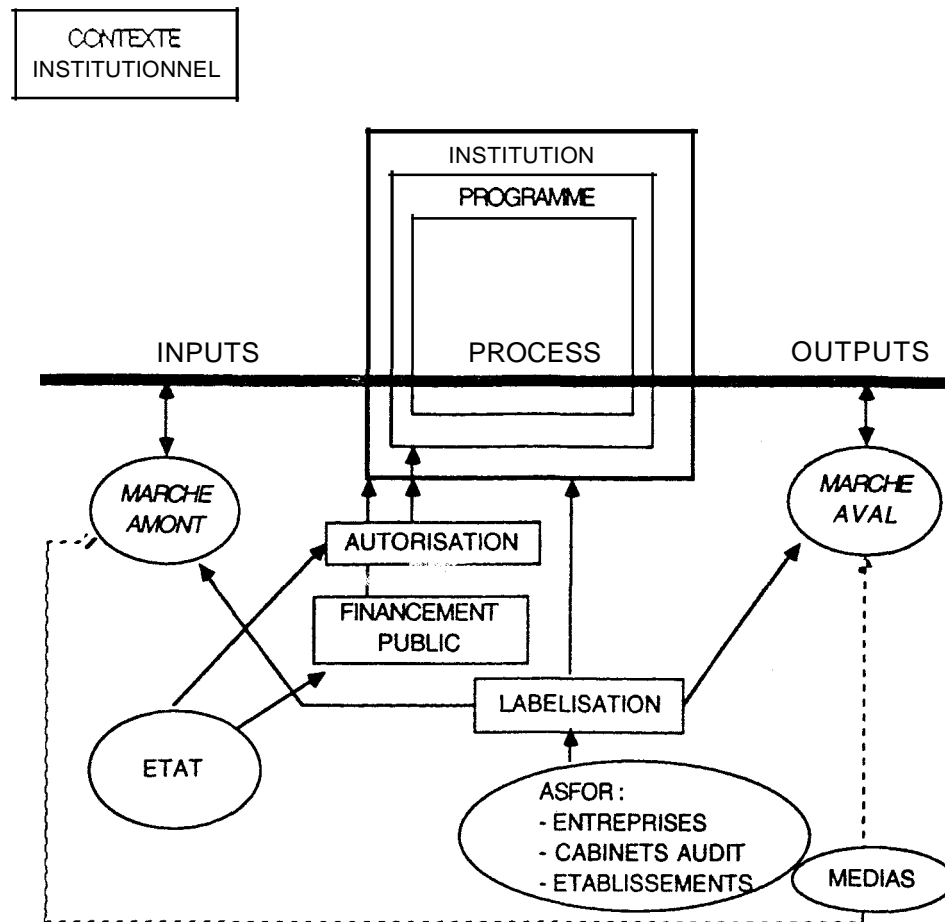 CONTEXTE
INSTITUTIONNEL
INSTITUTION
PROGRAMME
INPUTS
PROCESS
OUTPUTS
MARCHE
AMONT
MARCHE
AVAL
AUTORISATION
FINANCEMENT
PUBLIC
LABELISATION
ETAT
ASFOR :
- ENTREPRISES
- CABINETS AUDIT
- ETABLISSEMENTS
MEDIAS